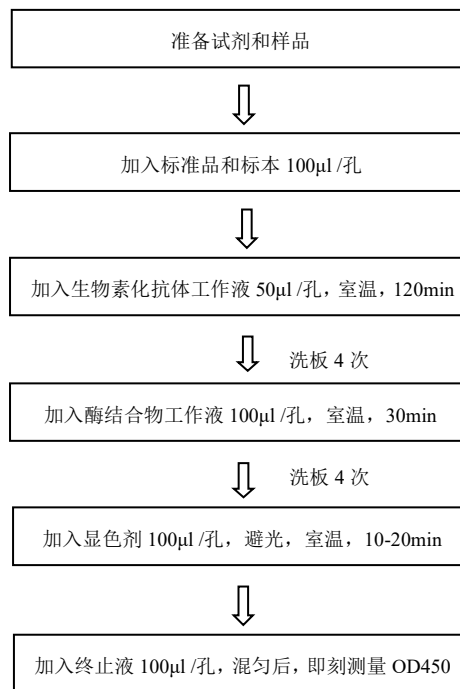 准备试剂和样品
加入标准品和标本 100μl /孔
加入生物素化抗体工作液 50μl /孔，室温，120min
洗板 4 次
加入酶结合物工作液 100μl /孔，室温，30min
洗板 4 次
加入显色剂 100μl /孔，避光，室温，10-20min
加入终止液 100μl /孔，混匀后，即刻测量 OD450